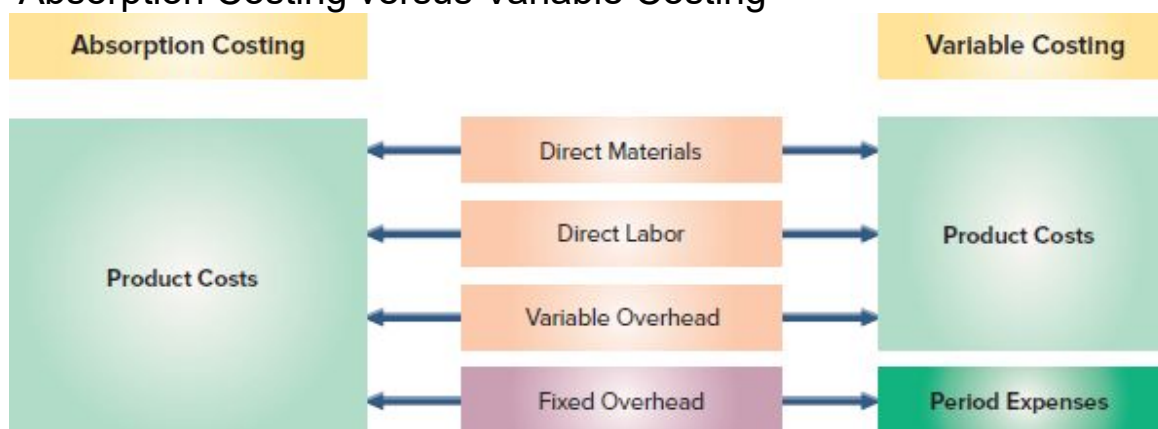 Absorption Costing versus Variable Costing
Absorption Costing
Variable Costing
Direct Materials
Direct Labor
Product Costs
Product Costs
Variable Overhead
Fixed Overhead
Period Expenses